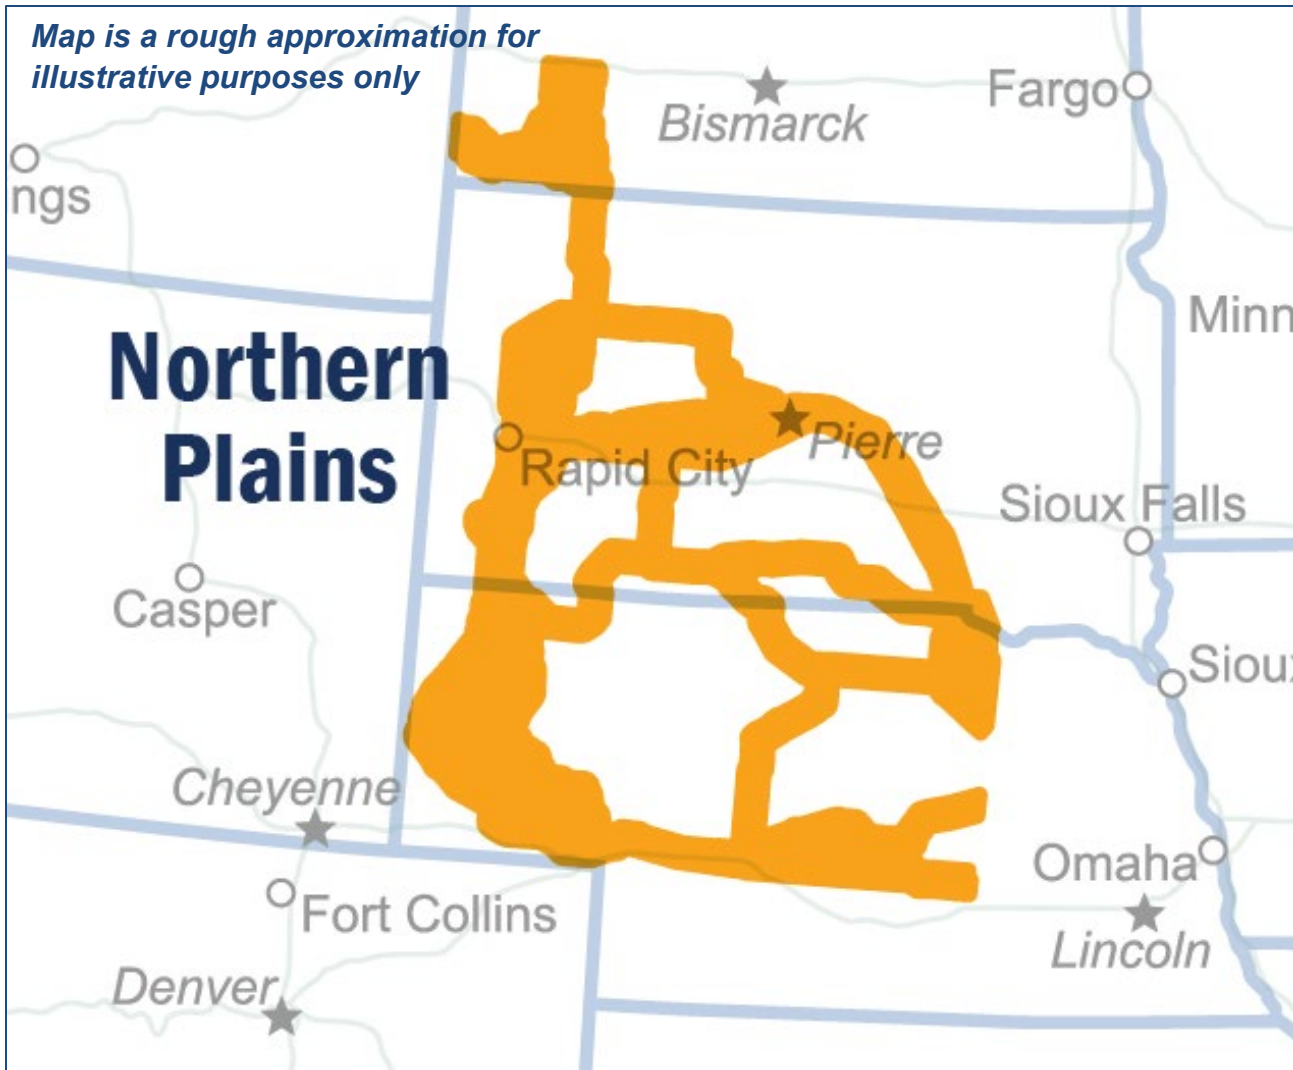 Map is a rough approximation for
illustrative purposes only
Fargo
Bismarck
ngs
Minn
Northern
Plains
Pierre
Rapid City
Sioux Falls
Casper
Sioux
Cheyenne
Omaha
Fort Collins
Lincoln
Denver